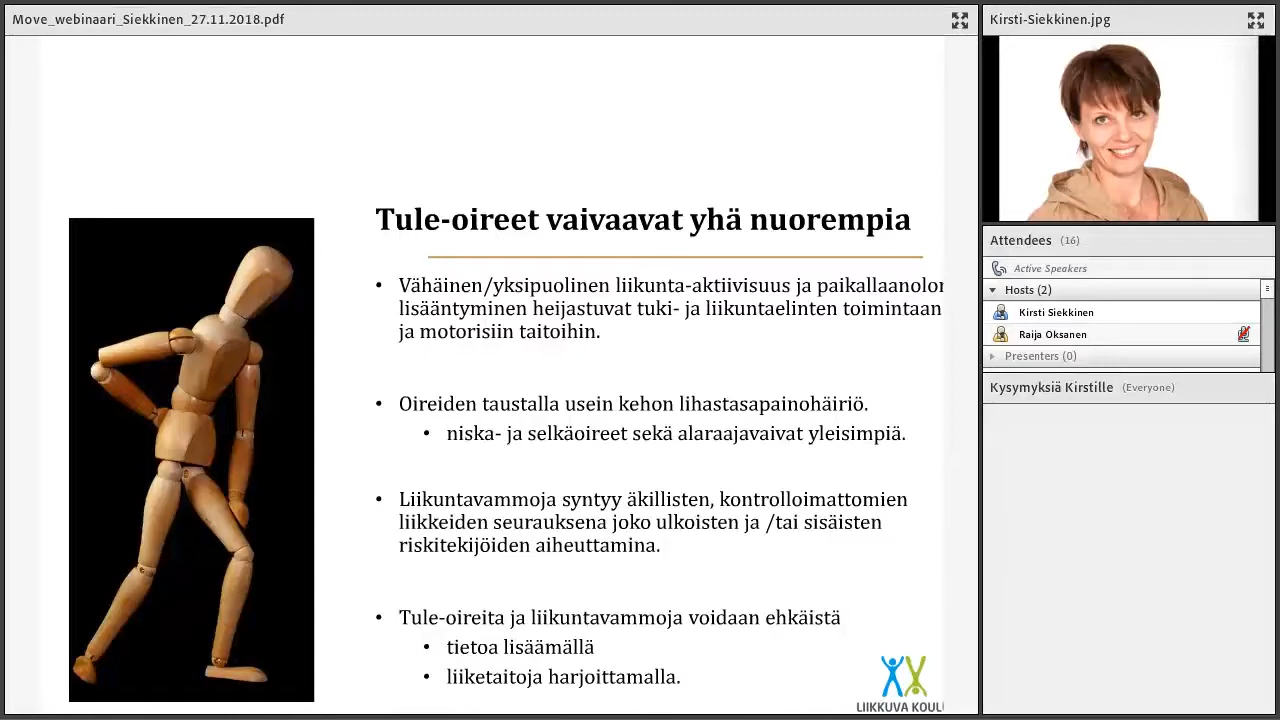 Move_webinaari_Siekkinen_27.11.2018.pdf
Tule-oireet vaivaavat yhä nuorempia
• Vähäinen/yksipuolinen liikunta-aktiivisuus ja paikallaanolon
lisääntyminen heijastuvat tuki- ja liikuntaelinten toimintaan
ja motorisiin taitoihin.
• Oireiden taustalla usein kehon lihastasapainohäiriö.
• niska- ja selkäoireet sekä alaraajavaivat yleisimpiä.
• Liikuntavammoja syntyy äkillisten, kontrolloimattomien
liikkeiden seurauksena joko ulkoisten ja /tai sisäisten
riskitekijöiden aiheuttamina.
• Tule-oireita ja liikuntavammoja voidaan ehkäistä
• tietoa lisäämällä
• liiketaitoja harjoittamalla.
LIIKKUVA KOULU
Kirsti-Siekkinen.jpg
Attendees (16)
Active Speakers
Hosts (2)
Kirsti Siekkinen
Raija Oksanen
Presenters (0)
Kysymyksiä Kirstille (Everyone)